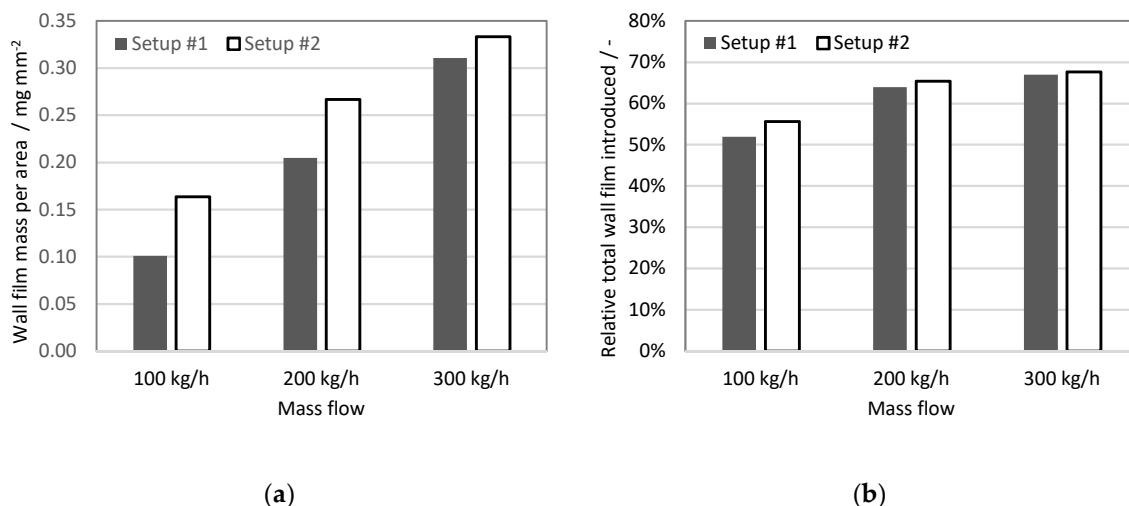 Wall film mass per area / mg mm⁻²
0.35
0.30
0.25
0.20
0.15
0.10
0.05
0.00
Setup #1 Setup #2
100 kg/h 200 kg/h 300 kg/h
Mass flow
(a)
Relative total wall film introduced / -
80%
70%
60%
50%
40%
30%
20%
10%
0%
Setup #1 Setup #2
100 kg/h 200 kg/h 300 kg/h
Mass flow
(b)